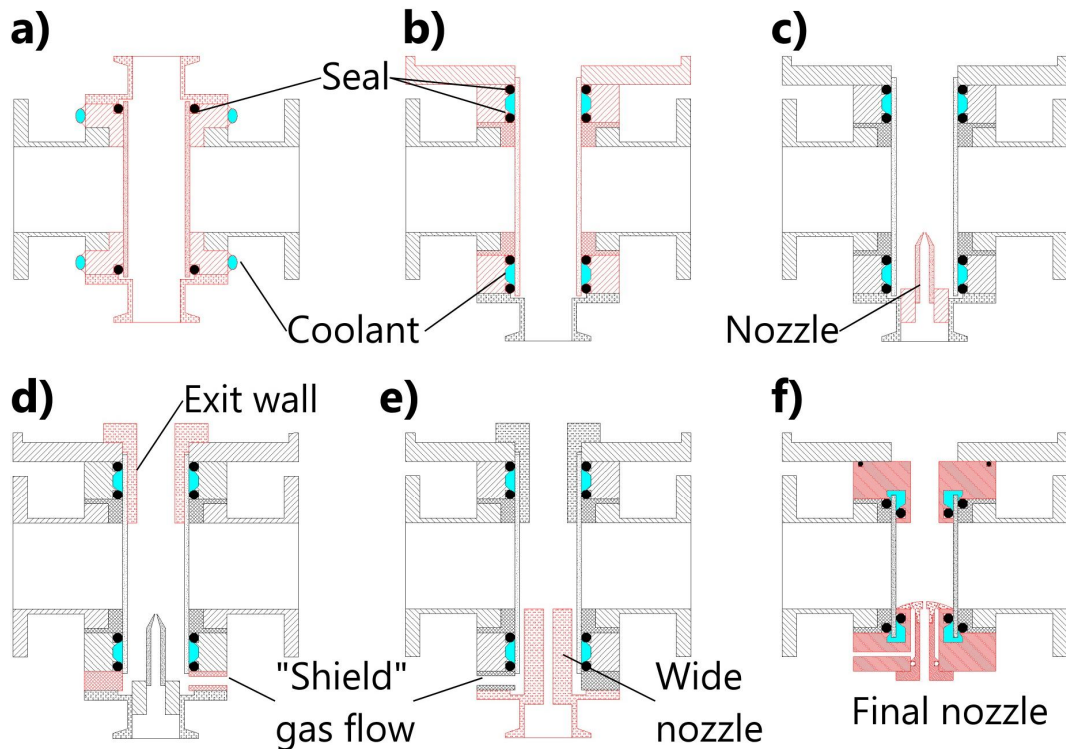 a)
b)
c)
Seal
Coolant
Nozzle
d)
Exit wall
e)
f)
"Shield"
gas flow
Wide
nozzle
Final nozzle